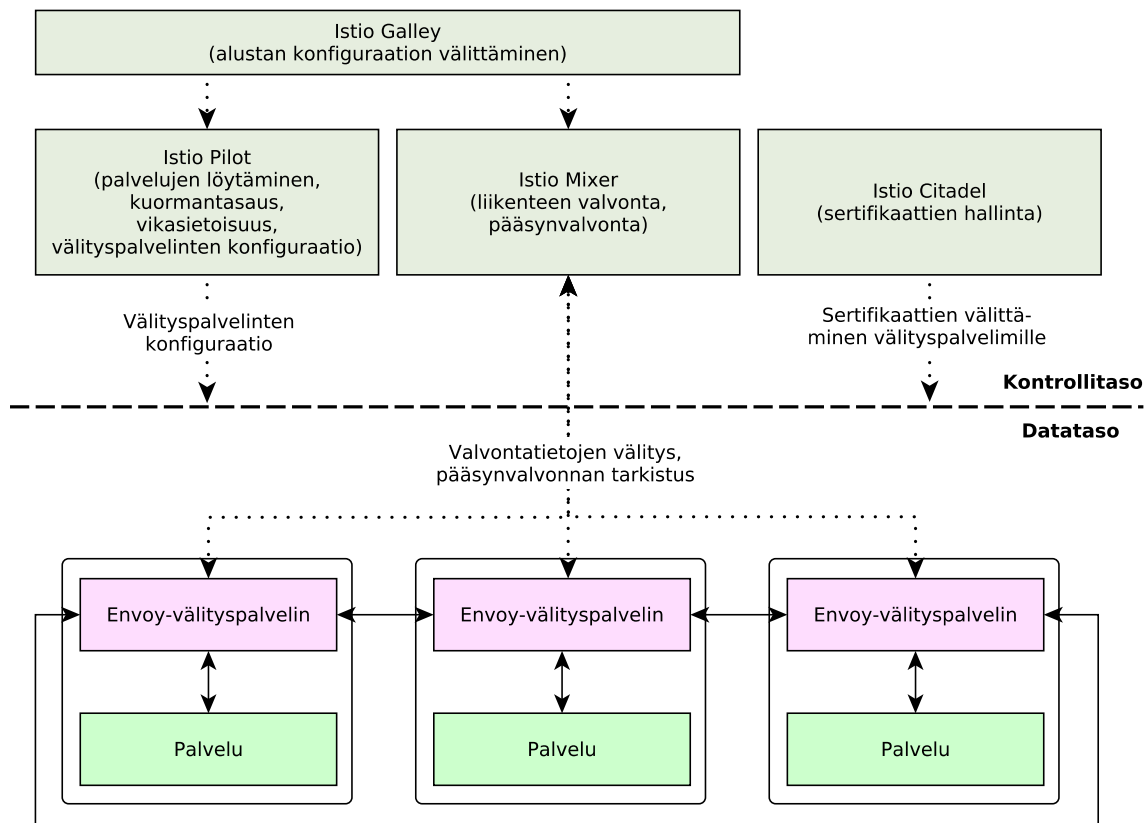 Istio Galley
(alustan konfiguraation välittäminen)
Istio Pilot
(palvelujen löytäminen,
kuormantasaus,
vikasietoisuus,
välityspalvelinten konfiguraatio)
Istio Mixer
(liikenteen valvonta,
pääsynvalvonta)
Istio Citadel
(sertifikaattien hallinta)
Välityspalvelinten
konfiguraatio
Sertifikaattien välittä-
minen välityspalvelimille
Kontrollitaso
Datataso
Valvontatietojen välitys,
pääsynvalvonnan tarkistus
Envoy-välityspalvelin
Envoy-välityspalvelin
Envoy-välityspalvelin
Palvelu
Palvelu
Palvelu